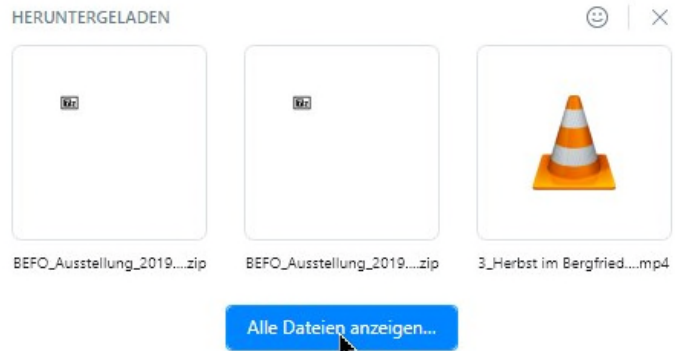 HERUNTERGELADEN
BEFO_Ausstellung_2019....zip
BEFO_Ausstellung_2019....zip
3_Herbst im Bergfried....mp4
Alle Dateien anzeigen...